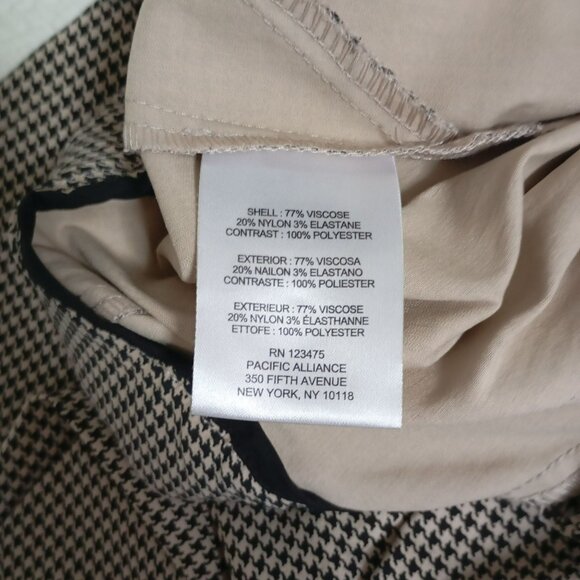 SHELL : 77% VISCOSE
20% NYLON 3% ELASTANE
CONTRAST : 100% POLYESTER
EXTERIOR : 77% VISCOSA
20% NAILON 3% ELASTANO
CONTRASTE : 100% POLIESTER
EXTERIEUR : 77% VISCOSE
20% NYLON 3% ÉLASTHANNE
ETTOFE : 100% POLYESTER
RN 123475
PACIFIC ALLIANCE
350 FIFTH AVENUE
NEW YORK, NY 10118